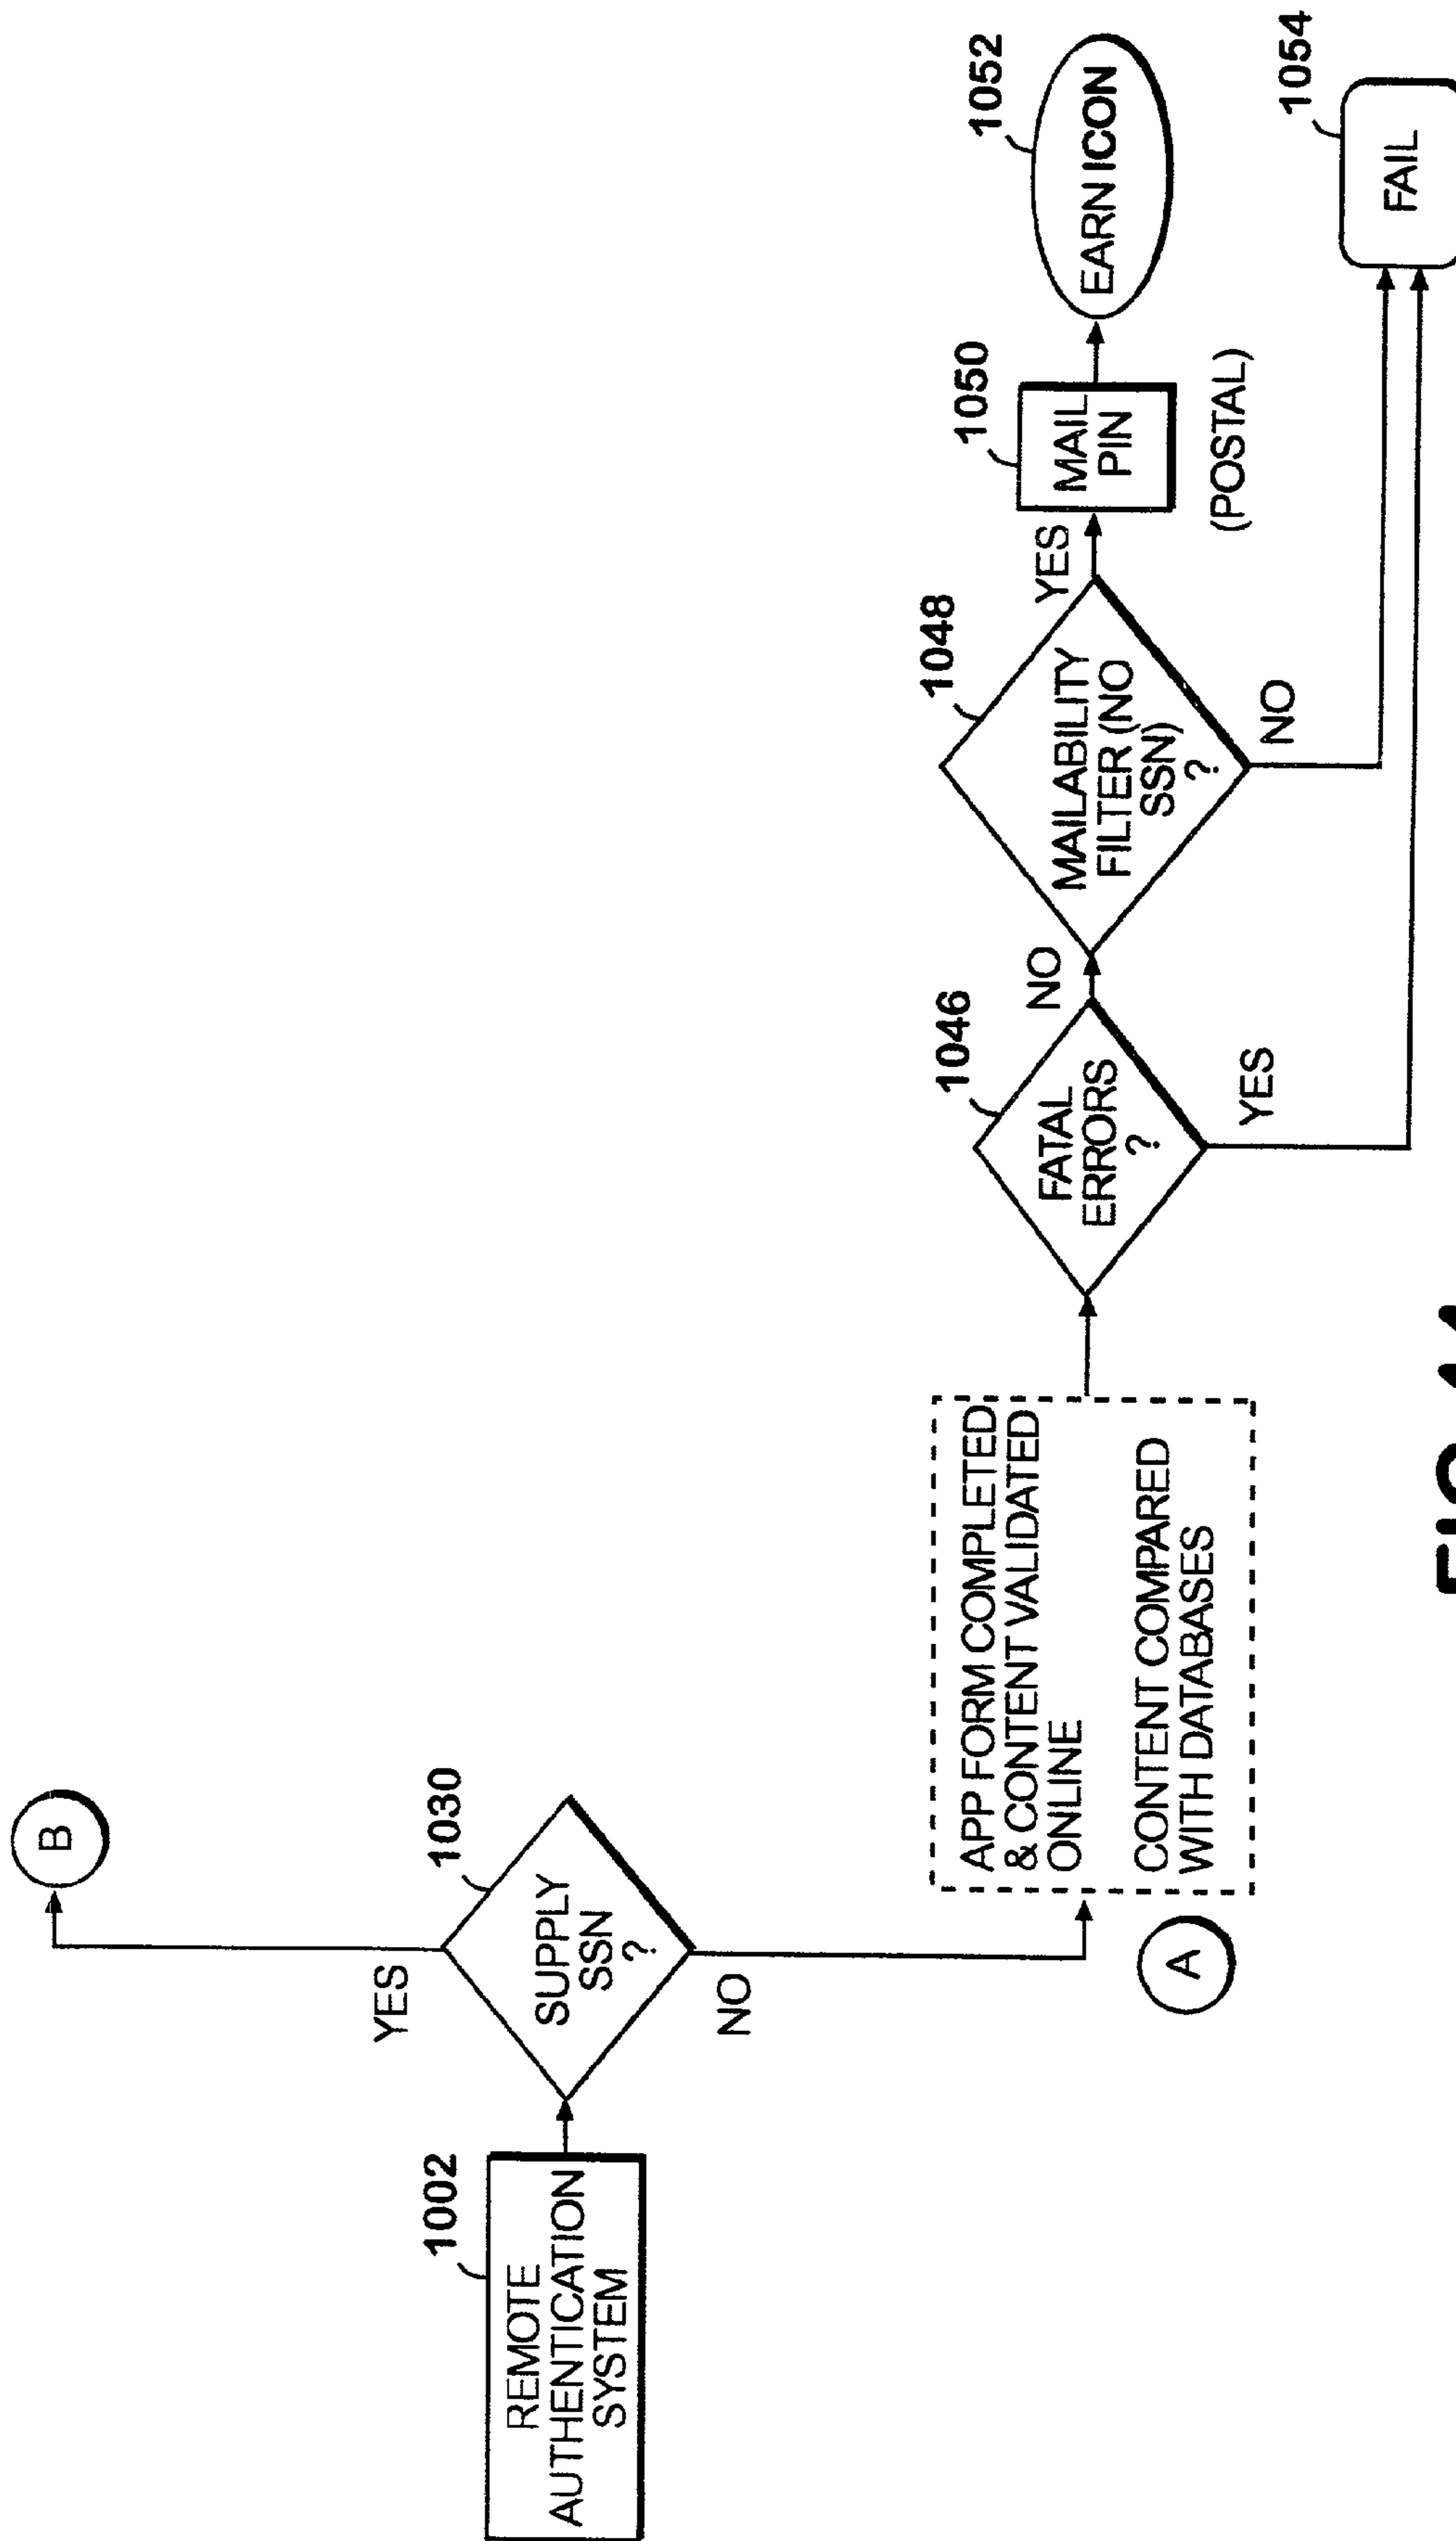 B
1030
YES
SUPPLY
SSN
?
NO
1002
REMOTE
AUTHENTICATION
SYSTEM
A
APP FORM COMPLETED
& CONTENT VALIDATED
ONLINE
CONTENT COMPARED
WITH DATABASES
1046
FATAL
ERRORS
?
NO
YES
1048
MAILABILITY
FILTER (NO
SSN)
?
YES
NO
1050
MAIL
PIN
(POSTAL)
1052
EARN ICON
1054
FAIL